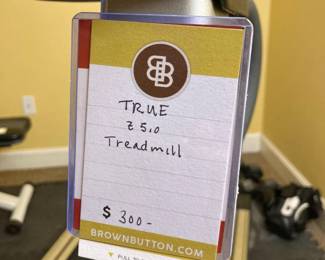 TRUE
Z 5.0
Treadmill
$ 300-
BROWNBUTTON.COM